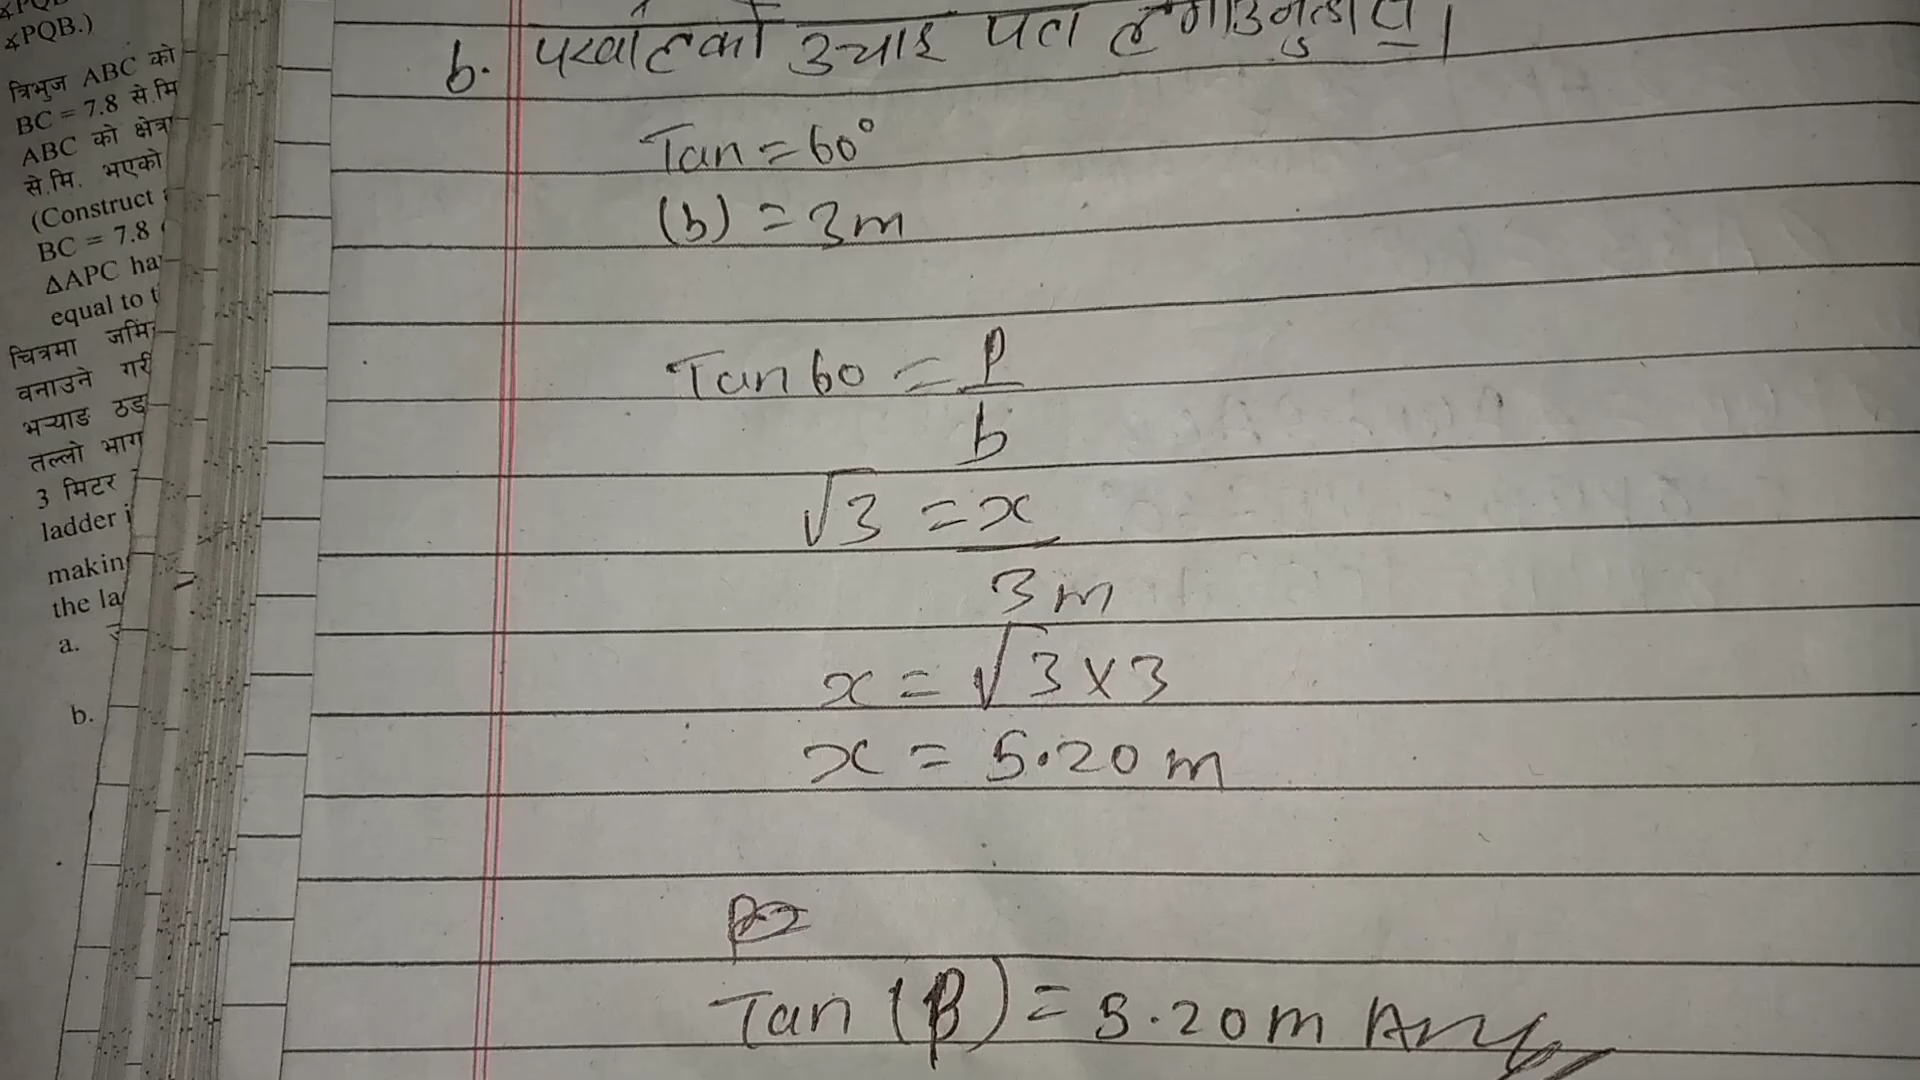 ∡PQB.)
त्रिभुज ABC को
BC = 7.8 से.मि
ABC को क्षेत्र
से.मि. भएको
(Construct
BC = 7.8
ΔAPC ha
equal to t
चित्रमा जमि
वनाउने गरी
भर्‍याङ ठड
तल्लो भाग
3 मिटर
ladder i
making
the la
a.
b.
b. पर्खालको उचाई पत्ता लगाउनुहोस्।
Tan = 60°
(b) = 3m
Tan 60 = p
b
√3 = x
3m
x = √3 x 3
x = 5.20 m
Tan (p) = 5.20m Ans